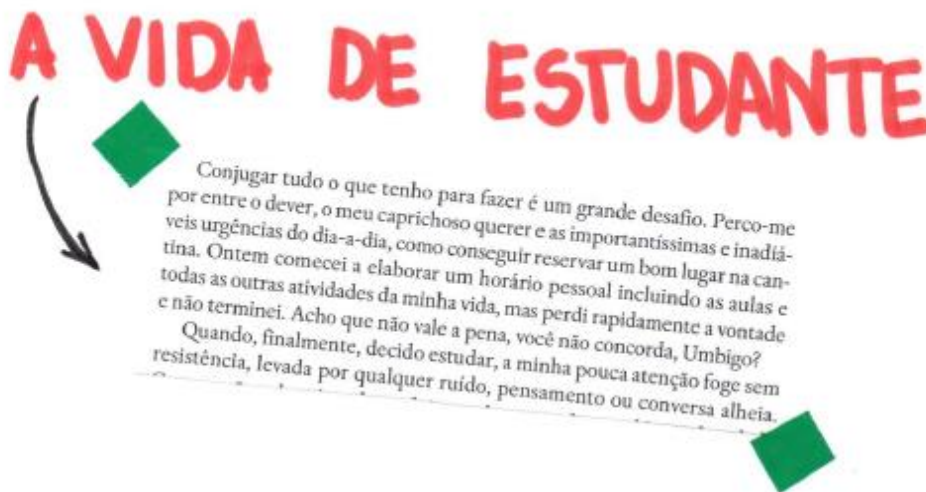 A VIDA DE ESTUDANTE
Conjugar tudo o que tenho para fazer é um grande desafio. Perco-me
por entre o dever, o meu caprichoso querer e as importantíssimas e inadiá-
veis urgências do dia-a-dia, como conseguir reservar um bom lugar na can-
tina. Ontem comecei a elaborar um horário pessoal incluindo as aulas e
todas as outras atividades da minha vida, mas perdi rapidamente a vontade
e não terminei. Acho que não vale a pena, você não concorda, Umbigo?
Quando, finalmente, decido estudar, a minha pouca atenção foge sem
resistência, levada por qualquer ruído, pensamento ou conversa alheia.